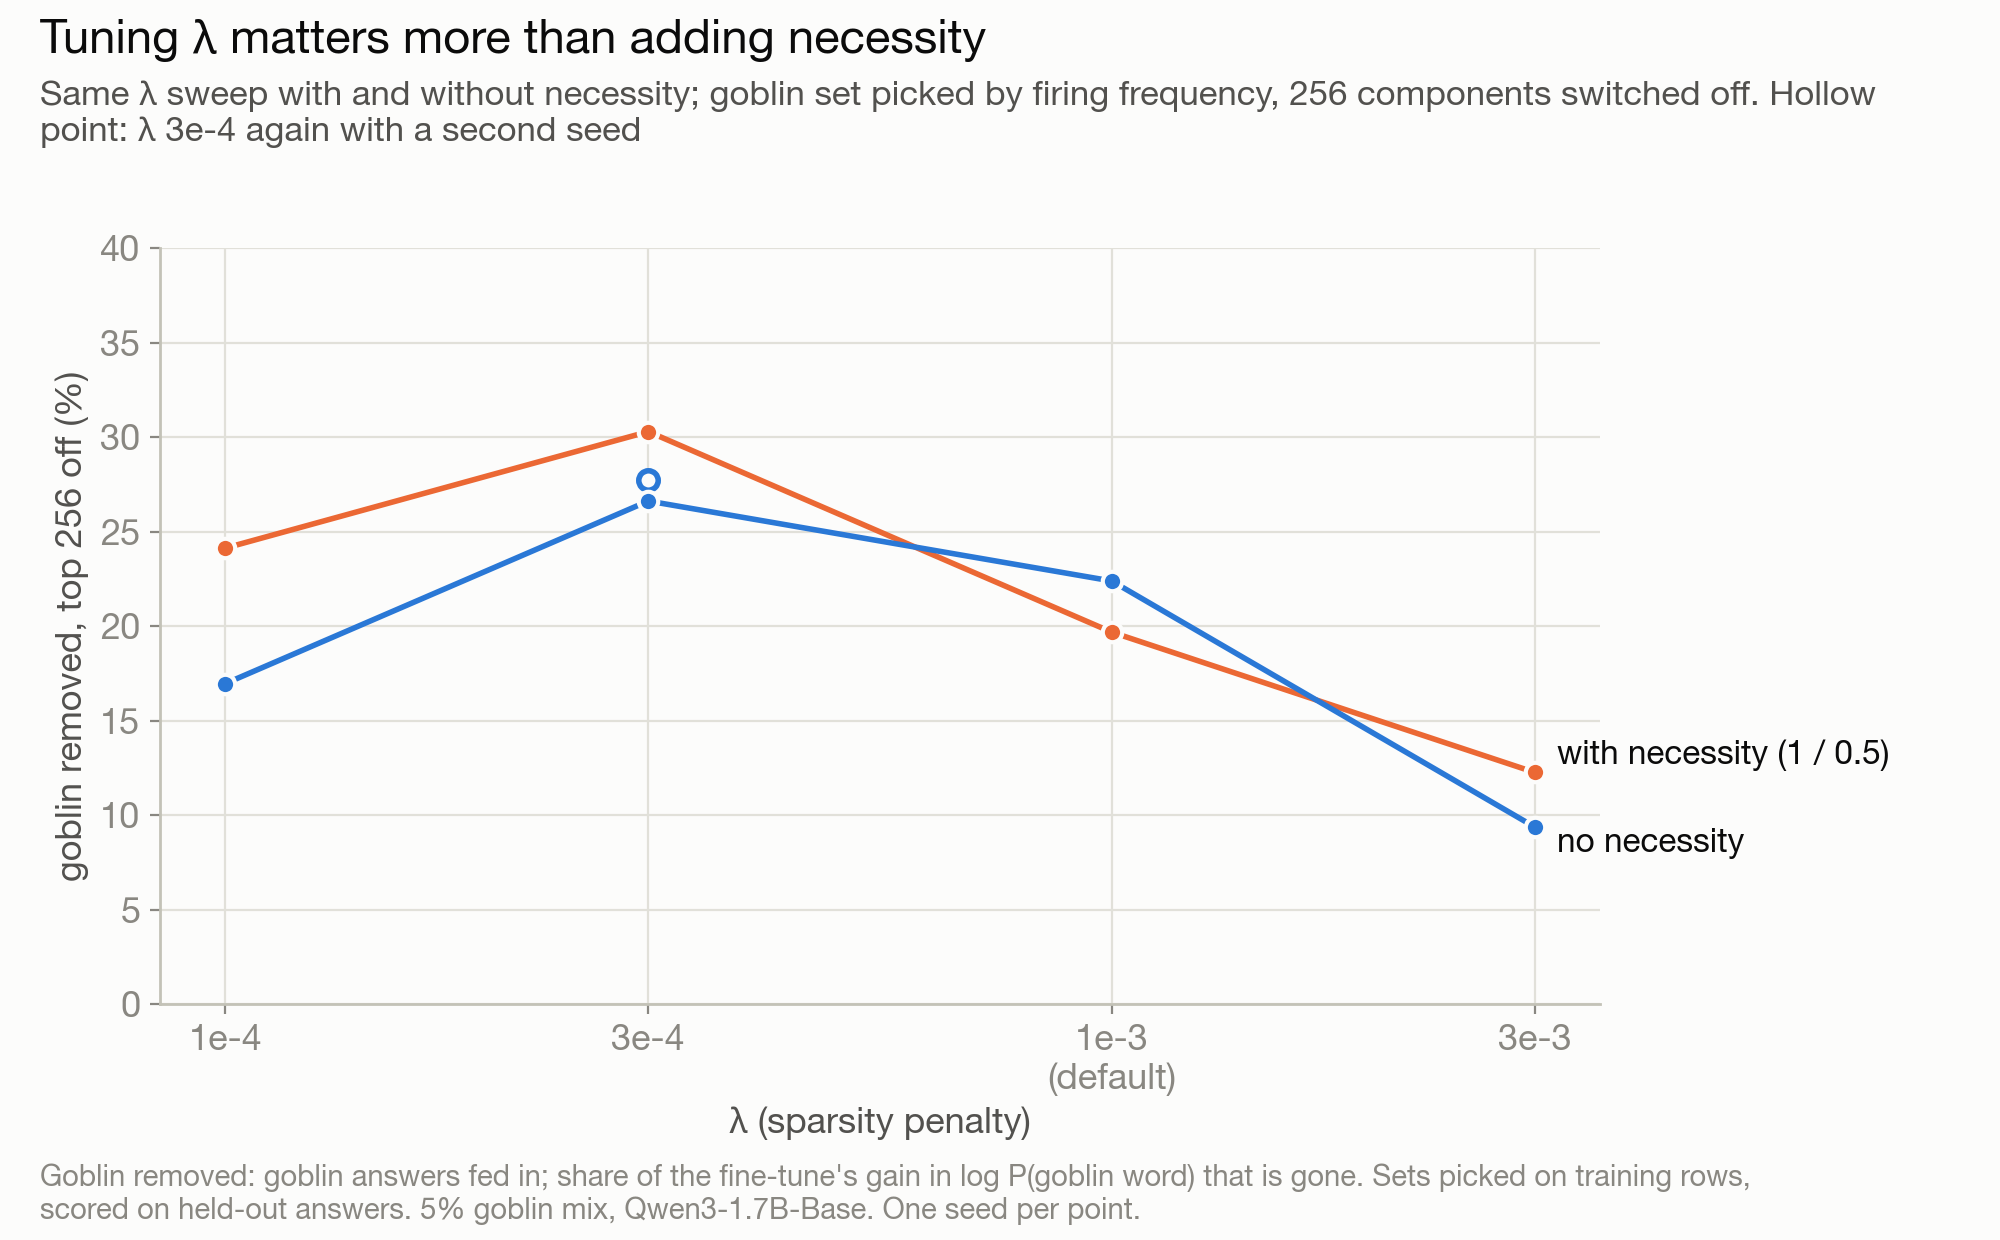 Tuning λ matters more than adding necessity
Same λ sweep with and without necessity; goblin set picked by firing frequency, 256 components switched off. Hollow
point: λ 3e-4 again with a second seed
goblin removed, top 256 off (%)
40
35
30
25
20
15
10
5
0
with necessity (1 / 0.5)
no necessity
1e-4
3e-4
1e-3
(default)
3e-3
λ (sparsity penalty)
Goblin removed: goblin answers fed in; share of the fine-tune's gain in log P(goblin word) that is gone. Sets picked on training rows,
scored on held-out answers. 5% goblin mix, Qwen3-1.7B-Base. One seed per point.